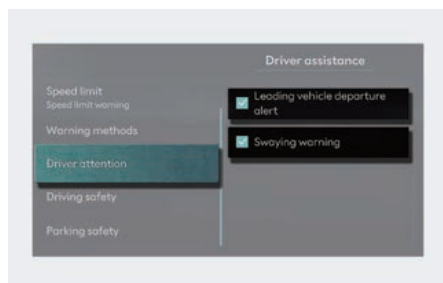 Driver assistance
Speed limit
Speed limit warning
Warning methods
Driver attention
Driving safety
Parking safety
Leading vehicle departure
alert
Swaying warning